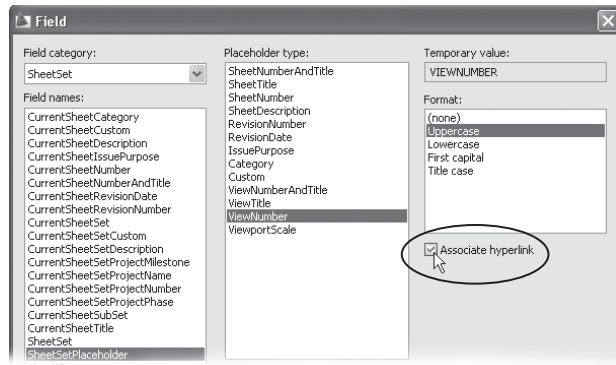 Field
Field category:
SheetSet
Field names:
CurrentSheetCategory
CurrentSheetCustom
CurrentSheetDescription
CurrentSheetIssuePurpose
CurrentSheetNumber
CurrentSheetNumberAndTitle
CurrentSheetRevisionDate
CurrentSheetRevisionNumber
CurrentSheetSet
CurrentSheetSetCustom
CurrentSheetSetDescription
CurrentSheetSetProjectMilestone
CurrentSheetSetProjectName
CurrentSheetSetProjectNumber
CurrentSheetSetProjectPhase
CurrentSheetSubSet
CurrentSheetTitle
SheetSet
SheetSetPlaceholder
Placeholder type:
SheetNumberAndTitle
SheetTitle
SheetNumber
SheetDescription
RevisionNumber
RevisionDate
IssuePurpose
Category
Custom
ViewNumberAndTitle
ViewTitle
ViewNumber
ViewportScale
Temporary value:
VIEWNUMBER
Format:
(none)
Uppercase
Lowercase
First capital
Title case
Associate hyperlink